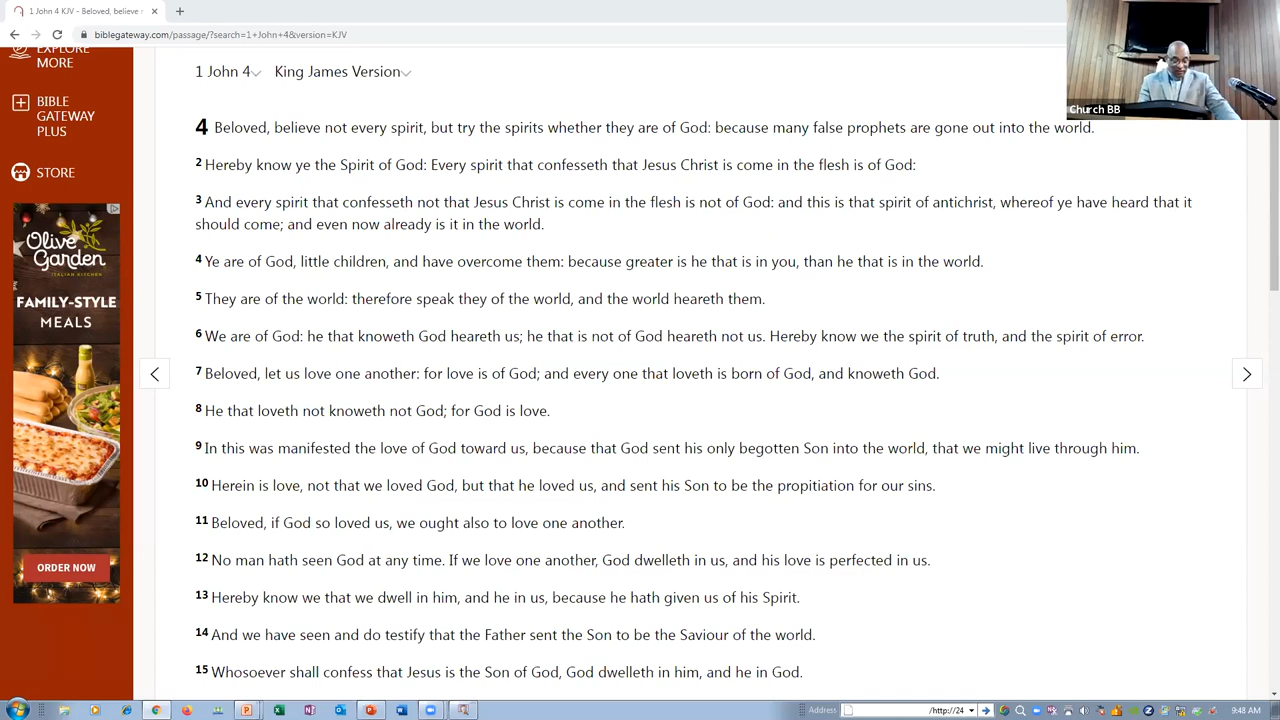 1 John 4 KJV - Beloved, believe n
biblegateway.com/passage/?search=1+John+4&version=KJV
EXPLORE
MORE
BIBLE
GATEWAY
PLUS
STORE
Olive
Garden
ITALIAN KITCHEN
FAMILY-STYLE
MEALS
ORDER NOW
1 John 4 King James Version
Church BB
4 Beloved, believe not every spirit, but try the spirits whether they are of God: because many false prophets are gone out into the world.
2 Hereby know ye the Spirit of God: Every spirit that confesseth that Jesus Christ is come in the flesh is of God:
3 And every spirit that confesseth not that Jesus Christ is come in the flesh is not of God: and this is that spirit of antichrist, whereof ye have heard that it
should come; and even now already is it in the world.
4 Ye are of God, little children, and have overcome them: because greater is he that is in you, than he that is in the world.
5 They are of the world: therefore speak they of the world, and the world heareth them.
6 We are of God: he that knoweth God heareth us; he that is not of God heareth not us. Hereby know we the spirit of truth, and the spirit of error.
7 Beloved, let us love one another: for love is of God; and every one that loveth is born of God, and knoweth God.
8 He that loveth not knoweth not God; for God is love.
9 In this was manifested the love of God toward us, because that God sent his only begotten Son into the world, that we might live through him.
10 Herein is love, not that we loved God, but that he loved us, and sent his Son to be the propitiation for our sins.
11 Beloved, if God so loved us, we ought also to love one another.
12 No man hath seen God at any time. If we love one another, God dwelleth in us, and his love is perfected in us.
13 Hereby know we that we dwell in him, and he in us, because he hath given us of his Spirit.
14 And we have seen and do testify that the Father sent the Son to be the Saviour of the world.
15 Whosoever shall confess that Jesus is the Son of God, God dwelleth in him, and he in God.
Address /http://24 9:48 AM